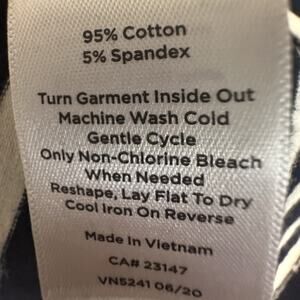 95% Cotton
5% Spandex
Turn Garment Inside Out
Machine Wash Cold
Gentle Cycle
Only Non-Chlorine Bleach
When Needed
Reshape, Lay Flat To Dry
Cool Iron On Reverse
Made In Vietnam
CA# 23147
VN5241 06/20